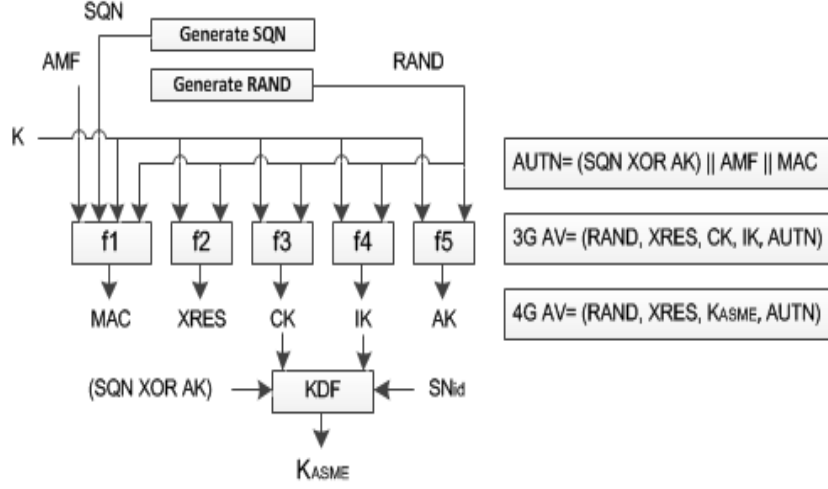 SQN
Generate SQN
AMF
Generate RAND
RAND
K
AUTN= (SQN XOR AK) || AMF || MAC
f1 f2 f3 f4 f5
3G AV= (RAND, XRES, CK, IK, AUTN)
MAC XRES CK IK AK
4G AV= (RAND, XRES, KASME, AUTN)
(SQN XOR AK) KDF SNid
KASME